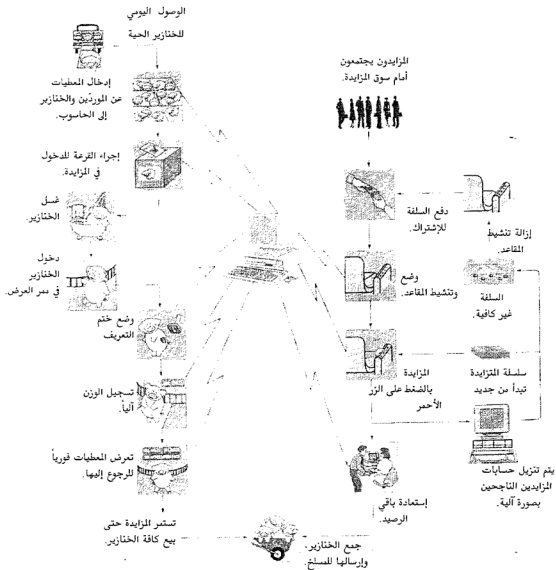 الوصول اليومي
للخنازير الحية
إدخال المعطيات
عن المورّدين والخنازير
إلى الحاسوب.
إجراء القرعة للدخول
في المزايدة.
غسل
الخنازير.
دخول
الخنازير
في ممر العرض.
وضع ختم
التعريف
تسجيل الوزن
آلياً.
تعرض المعطيات فورياً
للرجوع إليها.
تستمر المزايدة حتى
بيع كافة الخنازير.
المزايدون يجتمعون
أمام سوق المزايدة.
دفع السلفة
للإشتراك.
وضع
وتنشيط المقاعد.
المزايدة
بالضغط على الزر
الأحمر
إستعادة باقي
الرصيد.
إزالة تنشيط
المقاعد.
السلفة
غير كافية.
سلسلة المتزايدة
تبدأ من جديد
يتم تنزيل حسابات
المزايدين الناجحين
بصورة آلية.
جمع الخنازير،
وإرسالها للمسلخ.